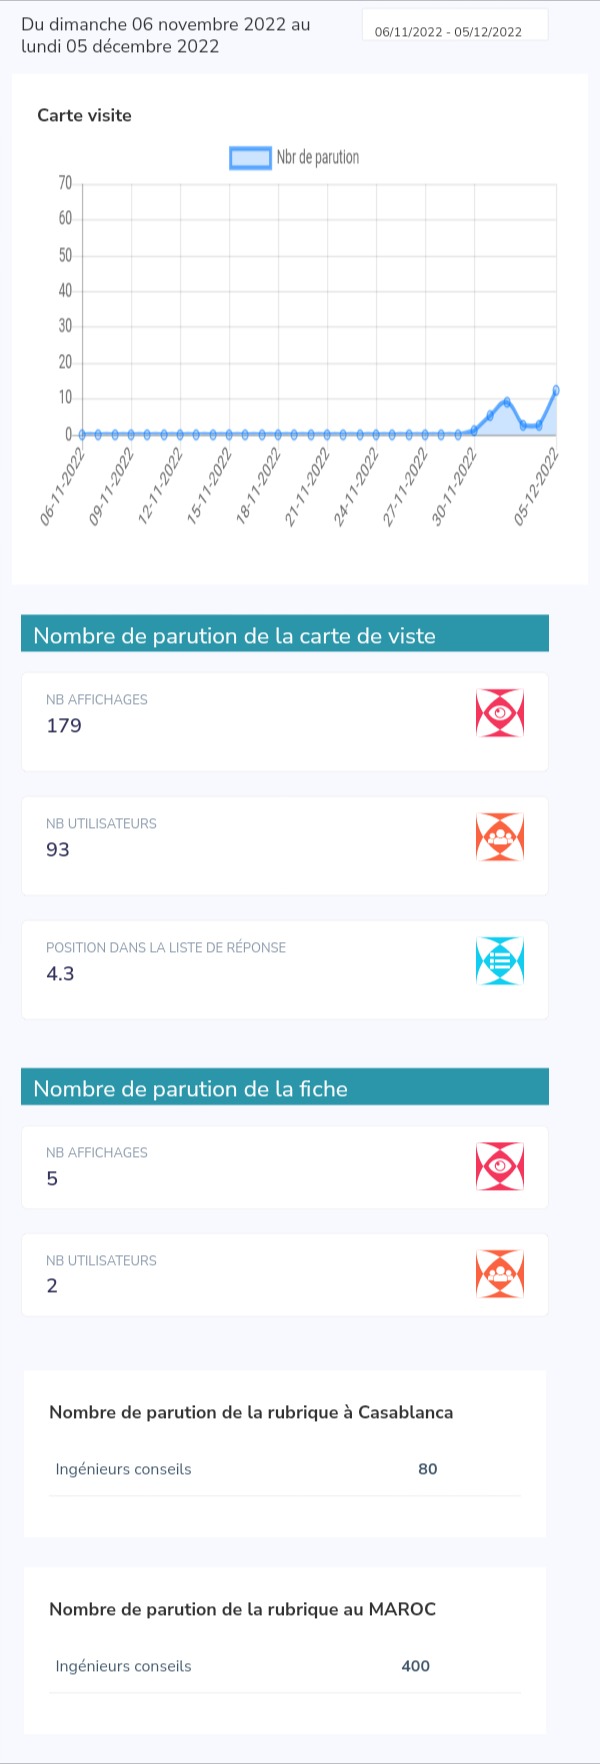 Du dimanche 06 novembre 2022 au
lundi 05 décembre 2022
06/11/2022 - 05/12/2022
Carte visite
Nbr de parution
70
60
50
40
30
20
10
0
06-11-2022
09-11-2022
12-11-2022
15-11-2022
18-11-2022
21-11-2022
24-11-2022
27-11-2022
30-11-2022
05-12-2022
Nombre de parution de la carte de viste
NB AFFICHAGES
179
NB UTILISATEURS
93
POSITION DANS LA LISTE DE RÉPONSE
4.3
Nombre de parution de la fiche
NB AFFICHAGES
5
NB UTILISATEURS
2
Nombre de parution de la rubrique à Casablanca
Ingénieurs conseils 80
Nombre de parution de la rubrique au MAROC
Ingénieurs conseils 400